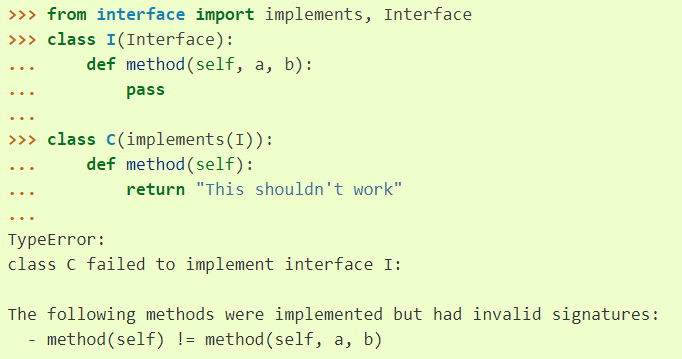 >>> from interface import implements, Interface
>>> class I(Interface):
...     def method(self, a, b):
...         pass
...
>>> class C(implements(I)):
...     def method(self):
...         return "This shouldn't work"
...
TypeError:
class C failed to implement interface I:

The following methods were implemented but had invalid signatures:
  - method(self) != method(self, a, b)